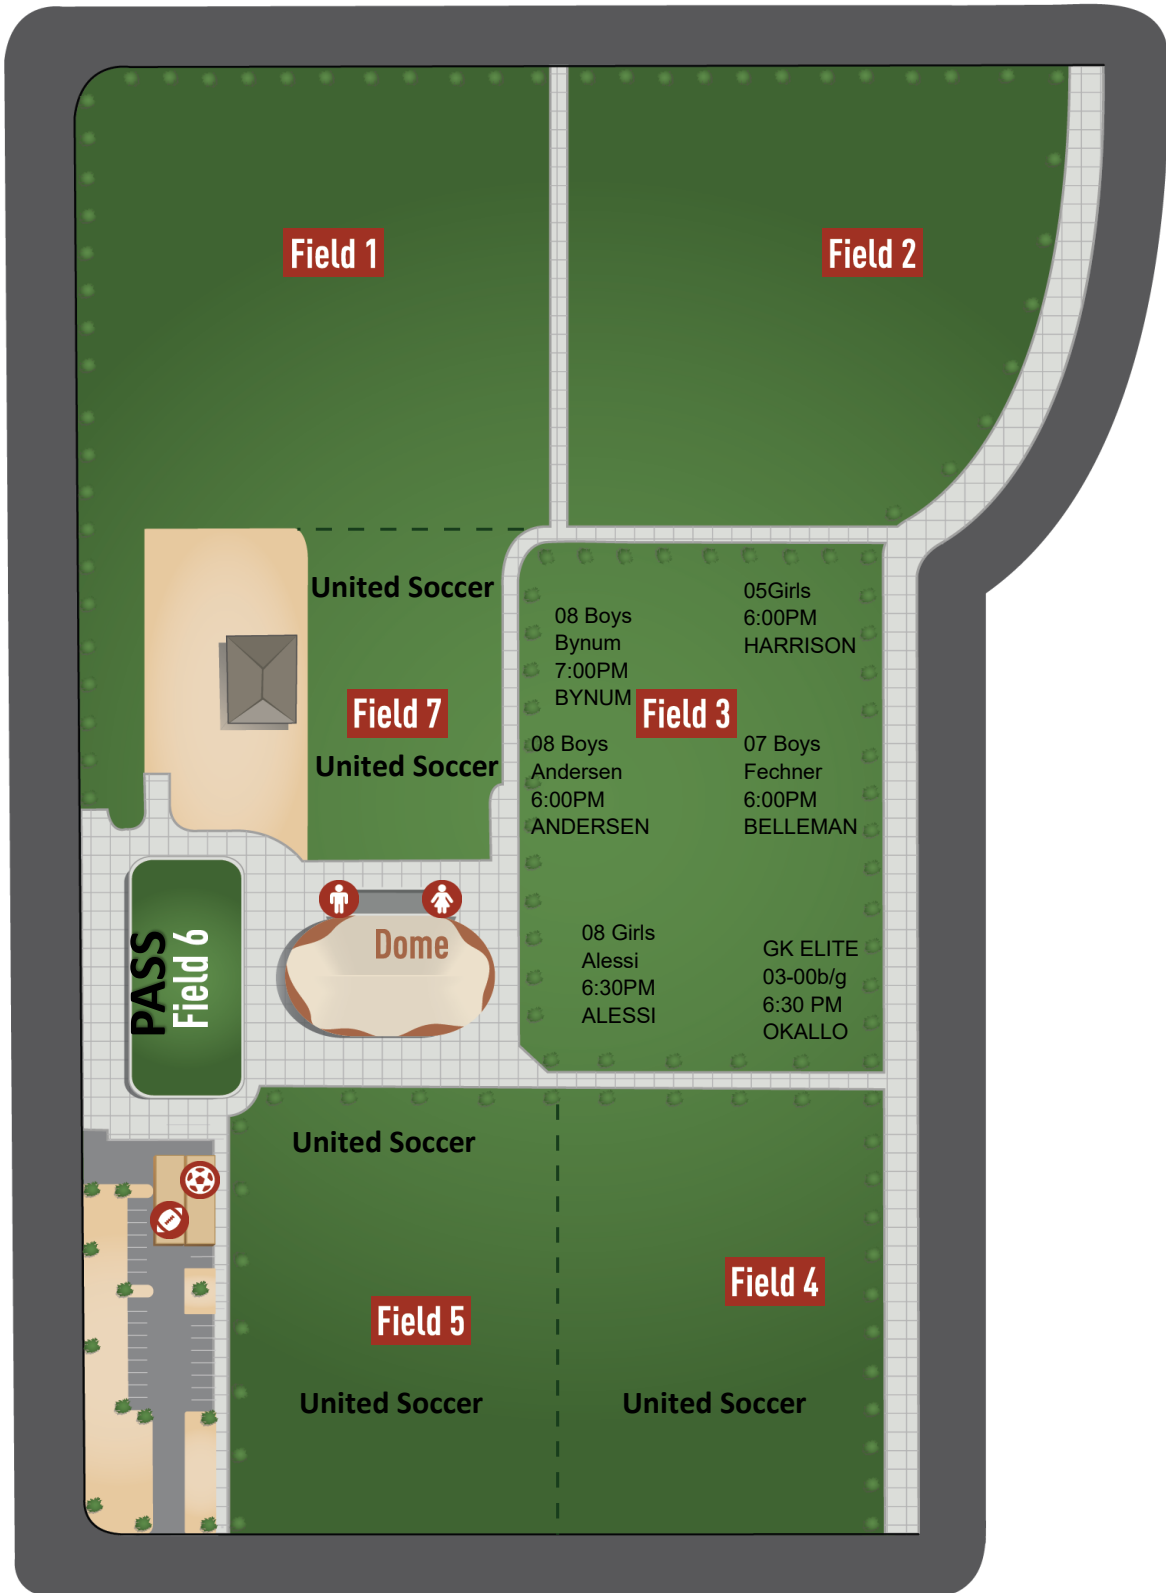 Field 1
Field 2
United Soccer
Field 7
United Soccer
08 Boys
Bynum
7:00PM
BYNUM
05Girls
6:00PM
HARRISON
Field 3
08 Boys
Andersen
6:00PM
ANDERSEN
07 Boys
Fechner
6:00PM
BELLEMAN
08 Girls
Alessi
6:30PM
ALESSI
GK ELITE
03-00b/g
6:30 PM
OKALLO
PASS
Field 6
Dome
United Soccer
Field 5
United Soccer
Field 4
United Soccer